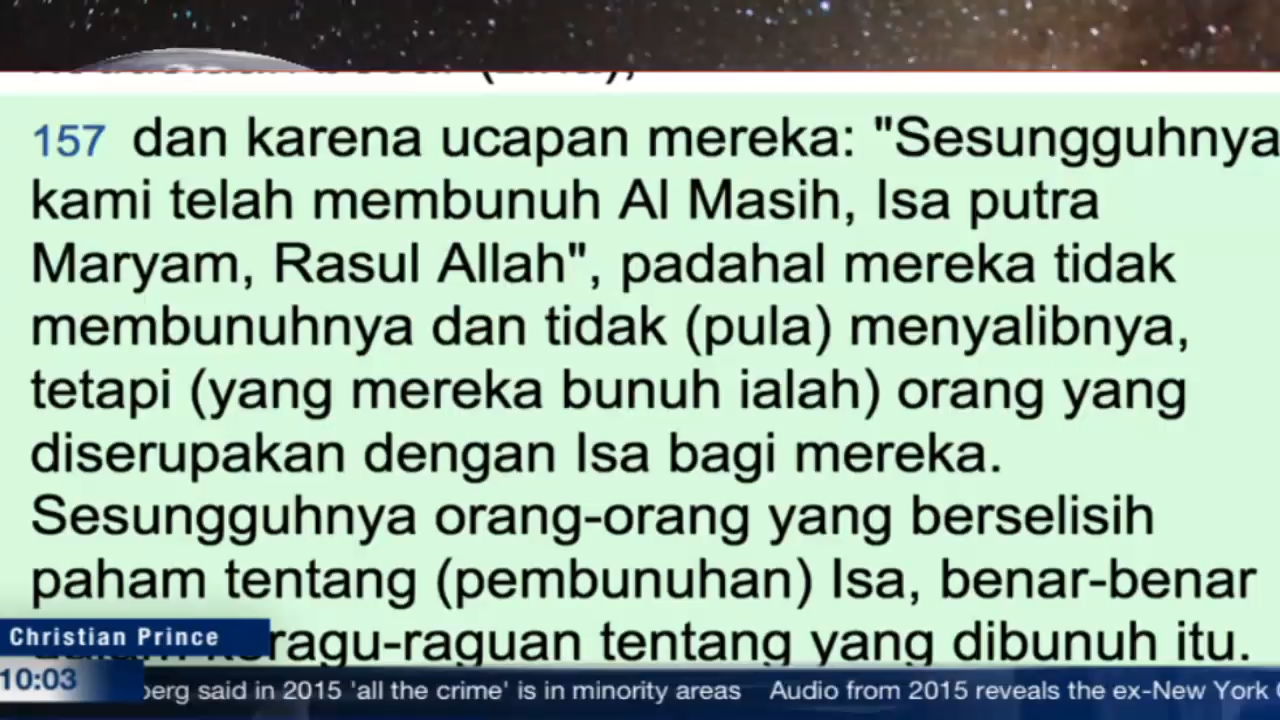 157 dan karena ucapan mereka: "Sesungguhnya
kami telah membunuh Al Masih, Isa putra
Maryam, Rasul Allah", padahal mereka tidak
membunuhnya dan tidak (pula) menyalibnya,
tetapi (yang mereka bunuh ialah) orang yang
diserupakan dengan Isa bagi mereka.
Sesungguhnya orang-orang yang berselisih
paham tentang (pembunuhan) Isa, benar-benar
ragu-raguan tentang yang dibunuh itu.
Christian Prince
10:03
berg said in 2015 'all the crime' is in minority areas Audio from 2015 reveals the ex-New York